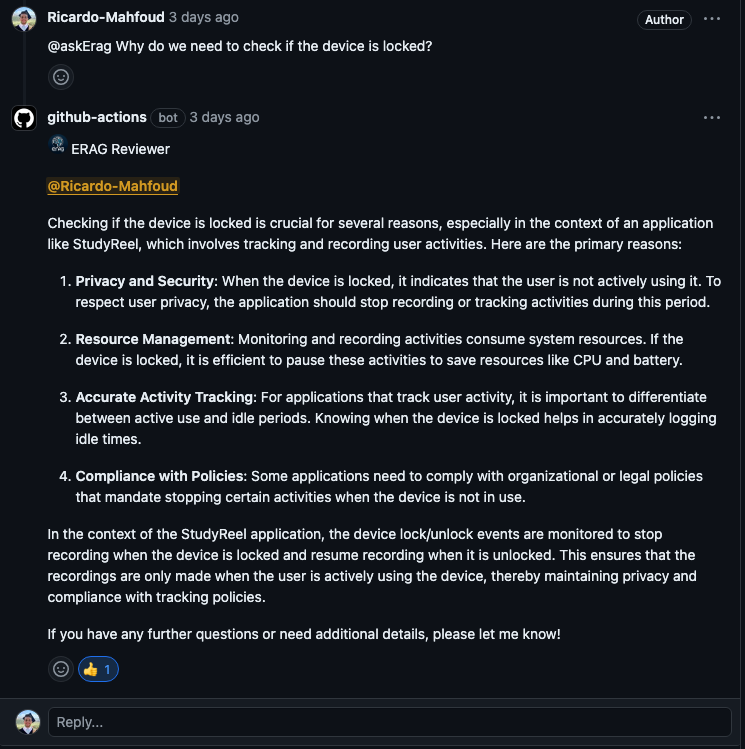 Ricardo-Mahfoud 3 days ago
Author
@askErag Why do we need to check if the device is locked?
github-actions bot 3 days ago
ERAG
ERAG Reviewer
@Ricardo-Mahfoud
Checking if the device is locked is crucial for several reasons, especially in the context of an application
like StudyReel, which involves tracking and recording user activities. Here are the primary reasons:
1. Privacy and Security: When the device is locked, it indicates that the user is not actively using it. To
respect user privacy, the application should stop recording or tracking activities during this period.
2. Resource Management: Monitoring and recording activities consume system resources. If the
device is locked, it is efficient to pause these activities to save resources like CPU and battery.
3. Accurate Activity Tracking: For applications that track user activity, it is important to differentiate
between active use and idle periods. Knowing when the device is locked helps in accurately logging
idle times.
4. Compliance with Policies: Some applications need to comply with organizational or legal policies
that mandate stopping certain activities when the device is not in use.
In the context of the StudyReel application, the device lock/unlock events are monitored to stop
recording when the device is locked and resume recording when it is unlocked. This ensures that the
recordings are only made when the user is actively using the device, thereby maintaining privacy and
compliance with tracking policies.
If you have any further questions or need additional details, please let me know!
👍 1
Reply...